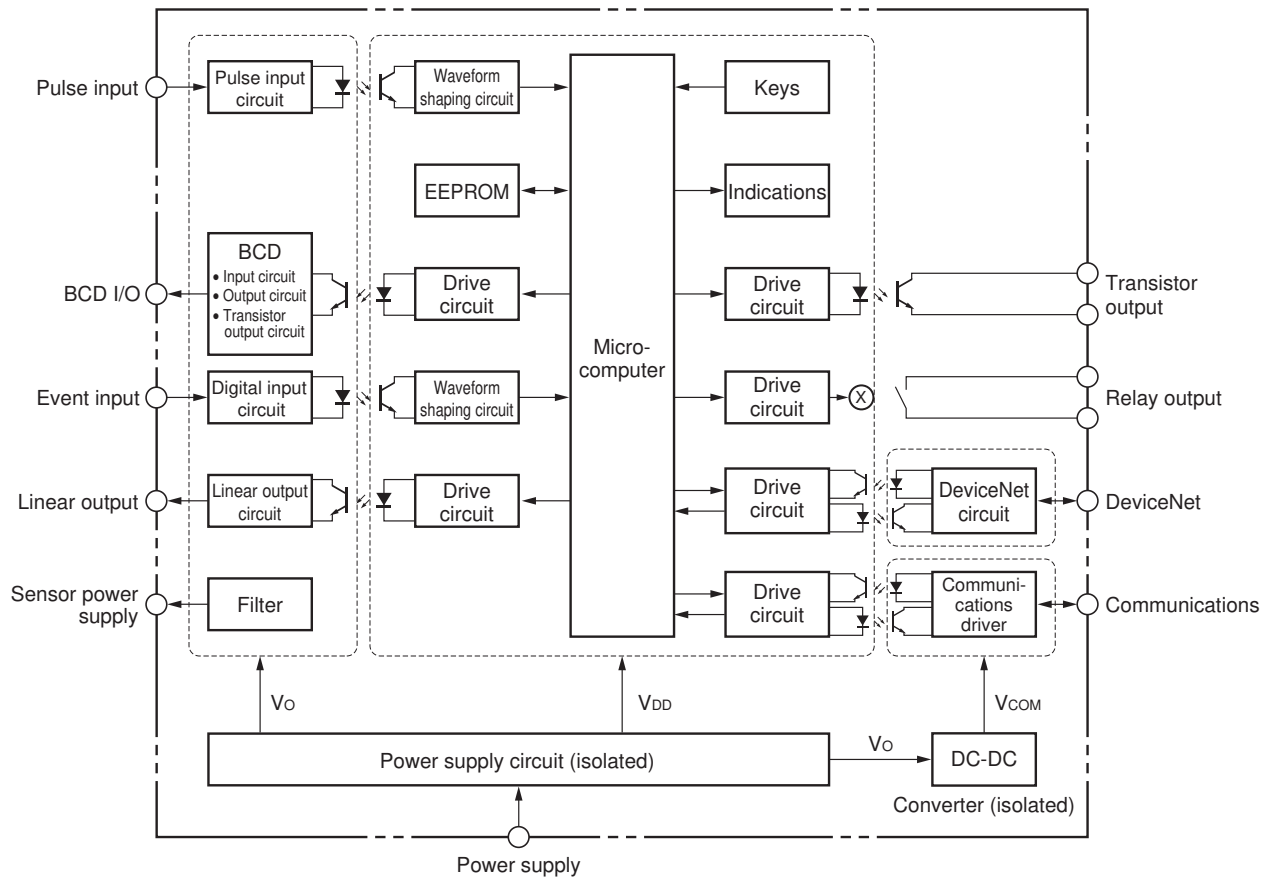 Pulse input
Pulse input
circuit
Waveform
shaping circuit
Keys
EEPROM
Indications
BCD I/O
BCD
• Input circuit
• Output circuit
• Transistor
output circuit
Drive
circuit
Micro-
computer
Drive
circuit
Transistor
output
Event input
Digital input
circuit
Waveform
shaping circuit
Drive
circuit
X
Relay output
Linear output
Linear output
circuit
Drive
circuit
Drive
circuit
DeviceNet
circuit
DeviceNet
Sensor power
supply
Filter
Drive
circuit
Communi-
cations
driver
Communications
VO
VDD
VCOM
Power supply circuit (isolated)
VO
DC-DC
Converter (isolated)
Power supply